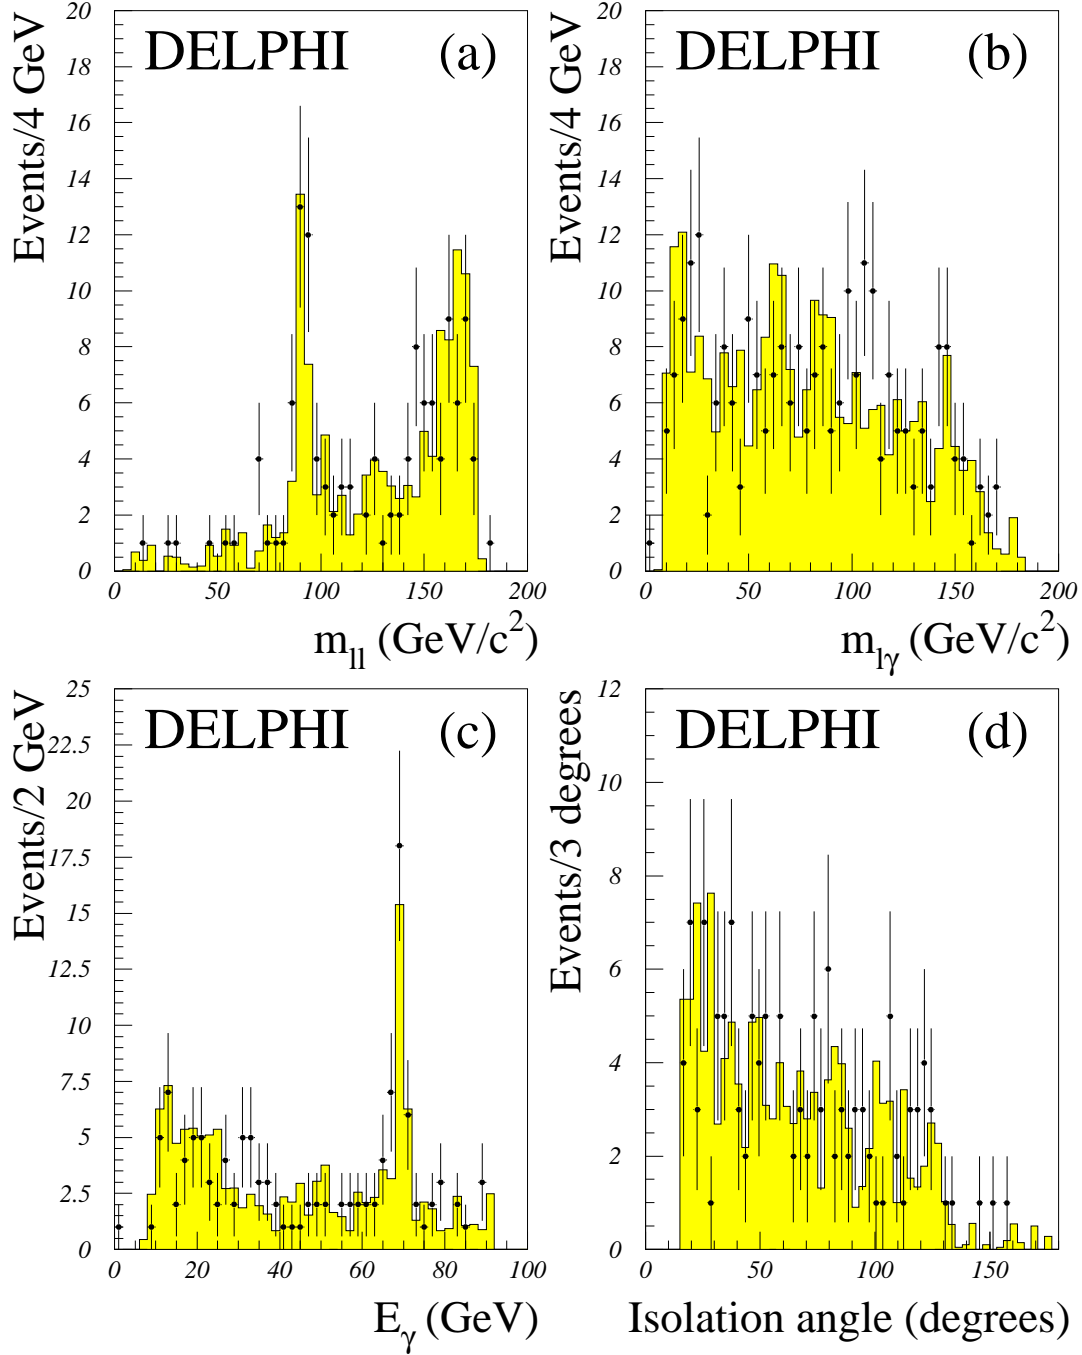 DELPHI (a)
Events/4 GeV
20
18
16
14
12
10
8
6
4
2
0
0 50 100 150 200
m_ll (GeV/c²)
DELPHI (b)
Events/4 GeV
20
18
16
14
12
10
8
6
4
2
0
0 50 100 150 200
m_lγ (GeV/c²)
DELPHI (c)
Events/2 GeV
25
22.5
20
17.5
15
12.5
10
7.5
5
2.5
0
0 20 40 60 80 100
E_γ (GeV)
DELPHI (d)
Events/3 degrees
12
10
8
6
4
2
0
0 50 100 150
Isolation angle (degrees)